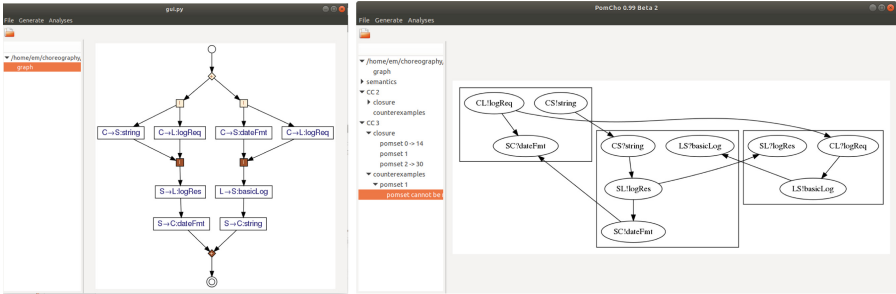 gui.py
File Generate Analyses
/home/em/choreography,
graph
C→S:string
C→L:logReq
C→S:dateFmt
C→L:logReq
S→L:logRes
L→S:basicLog
S→C:dateFmt
S→C:string
PomCho 0.99 Beta 2
File Generate Analyses
/home/em/choreography,
graph
semantics
CC 2
closure
counterexamples
CC 3
closure
pomset 0 -> 14
pomset 1
pomset 2 -> 30
counterexamples
pomset 1
pomset cannot be
CL!logReq
CS!string
SC?dateFmt
CS?string
LS?basicLog
SL?logRes
CL?logReq
SL!logRes
LS!basicLog
SC!dateFmt